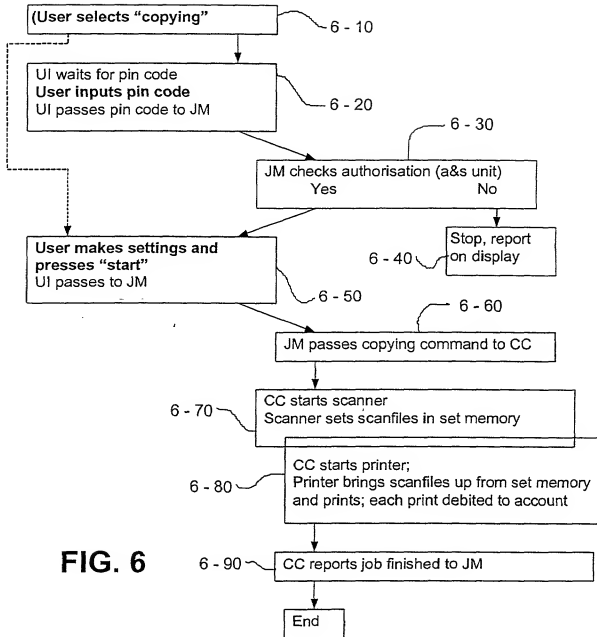 (User selects “copying”
6 - 10
UI waits for pin code
User inputs pin code
UI passes pin code to JM
6 - 20
6 - 30
JM checks authorisation (a&s unit)
Yes No
Stop, report
on display
6 - 40
User makes settings and
presses “start”
UI passes to JM
6 - 50
6 - 60
JM passes copying command to CC
CC starts scanner
Scanner sets scanfiles in set memory
6 - 70
CC starts printer;
Printer brings scanfiles up from set memory
and prints; each print debited to account
6 - 80
FIG. 6
6 - 90
CC reports job finished to JM
End